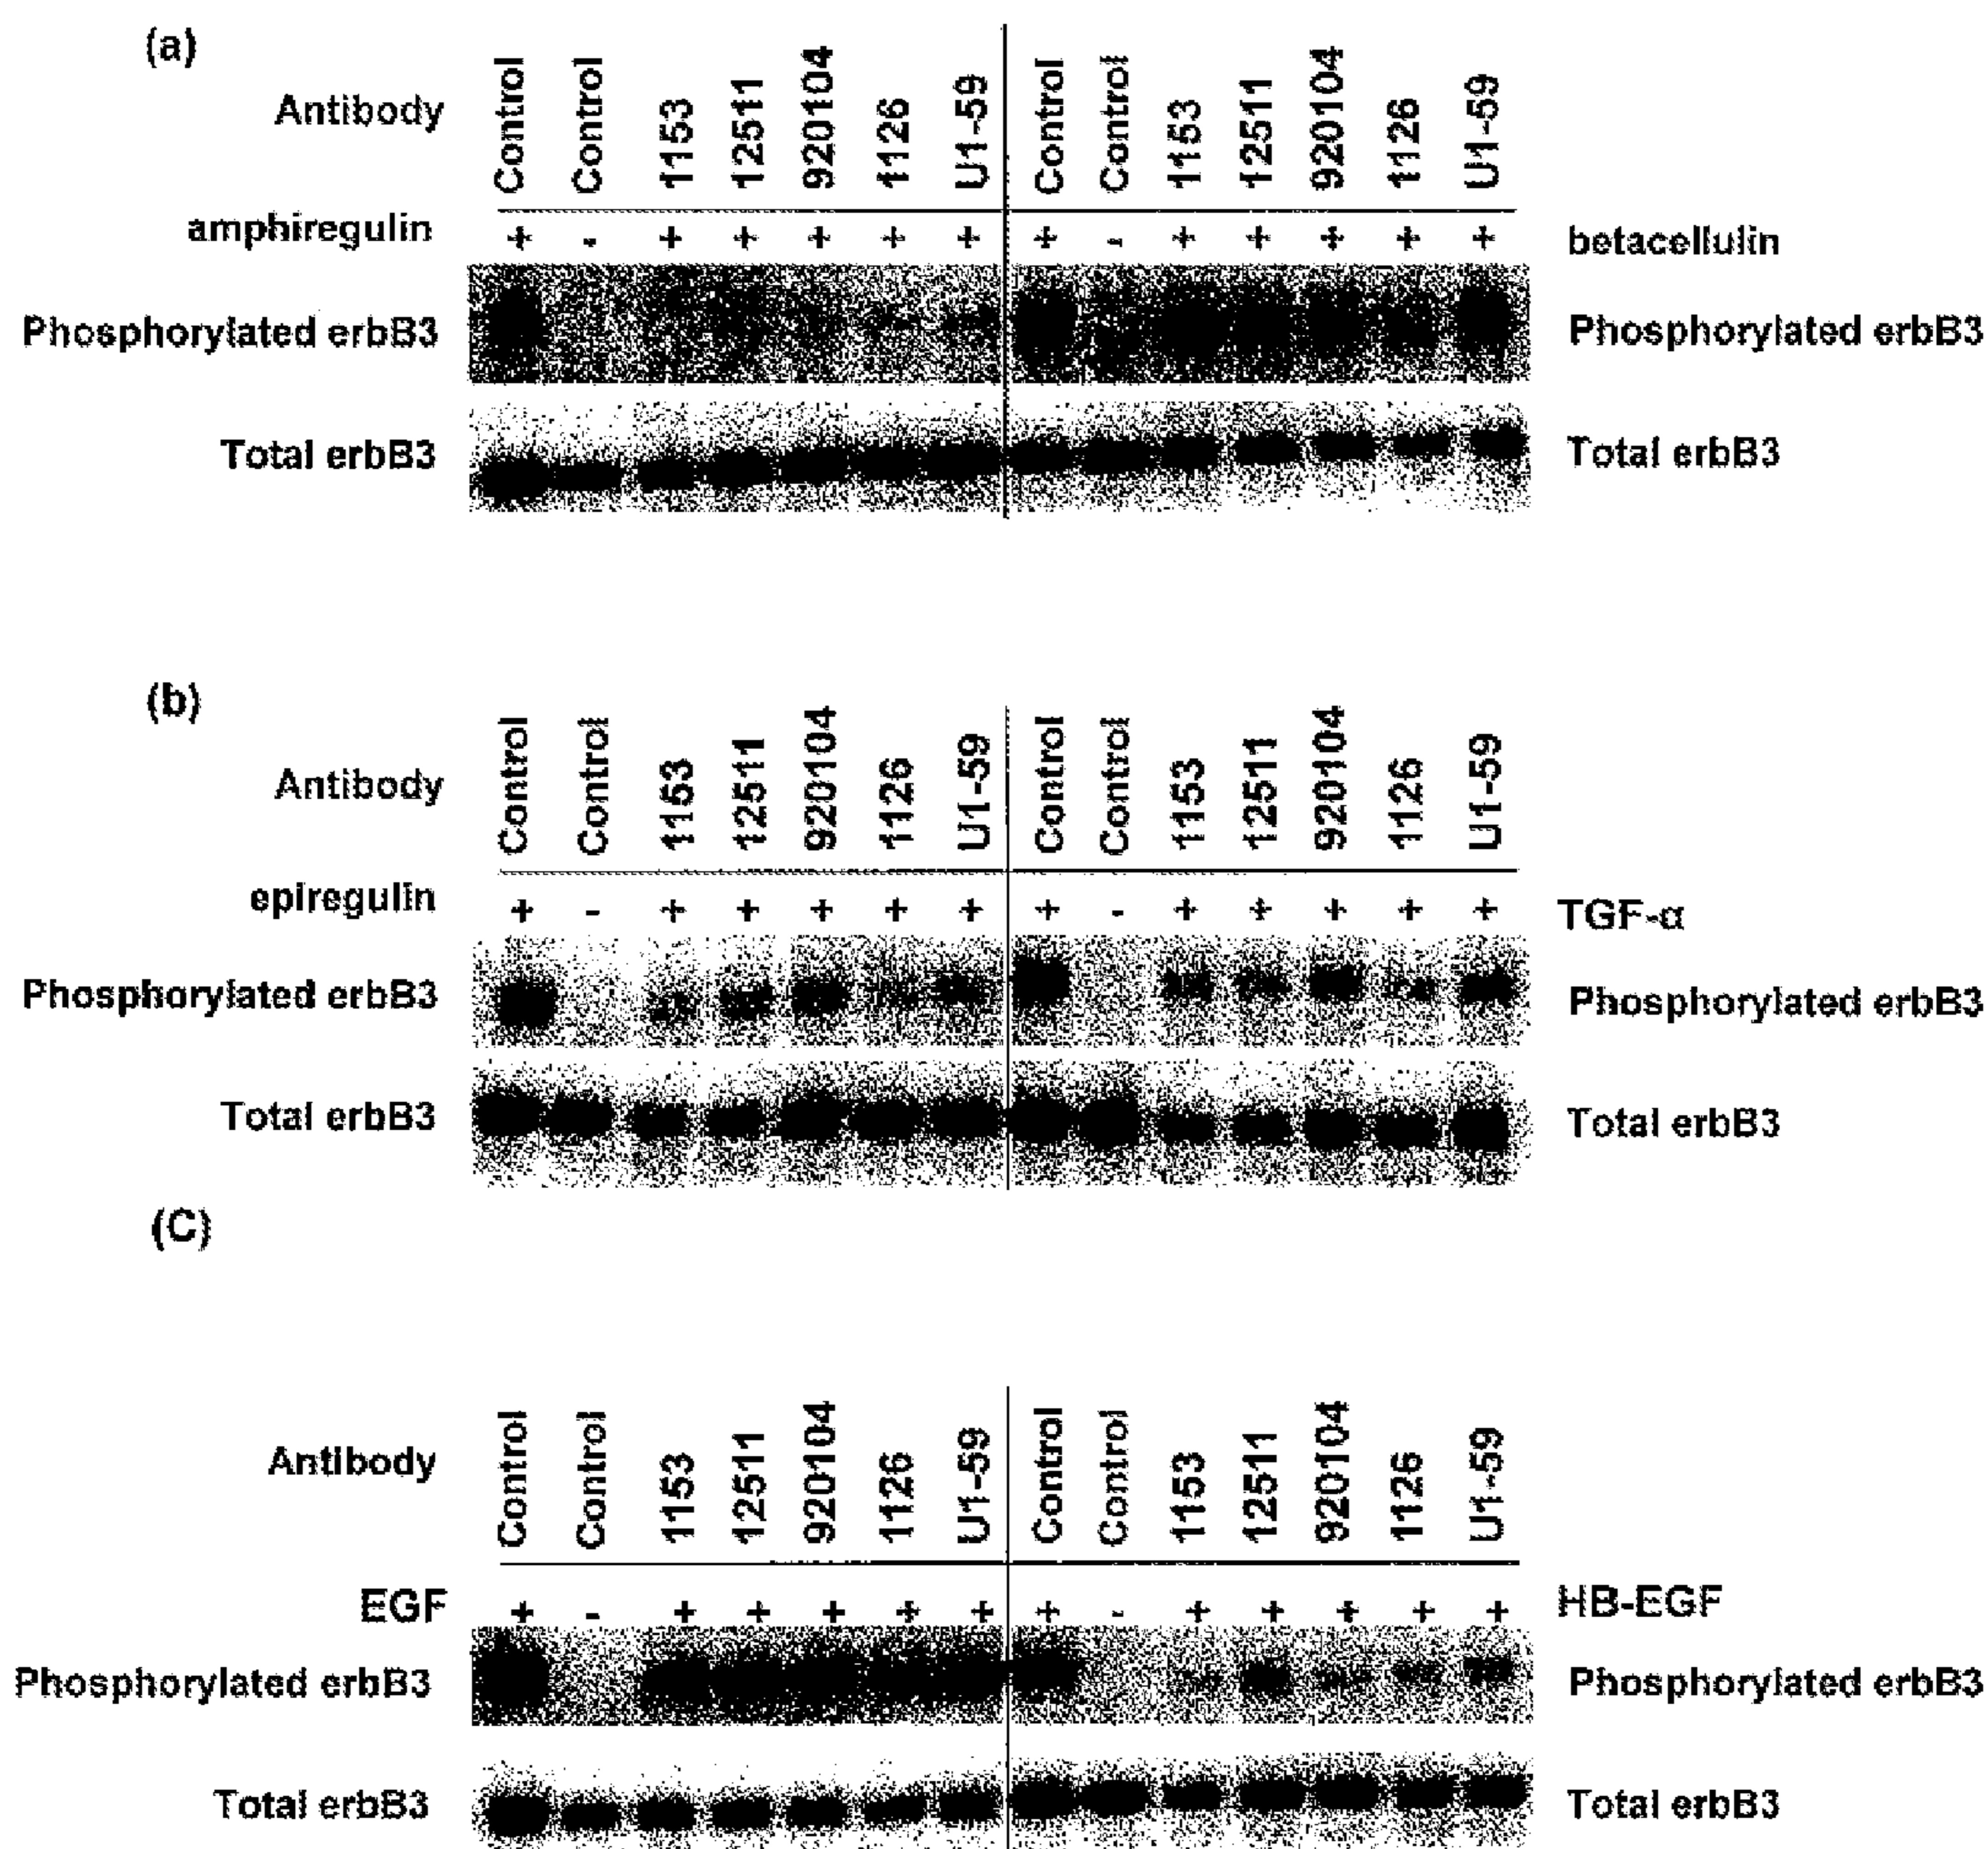 (a)
Antibody Control Control 1153 12511 920104 1126 U1-59 Control Control 1153 12511 920104 1126 U1-59
amphiregulin + - + + + + + + - + + + + + betacellulin
Phosphorylated erbB3 Phosphorylated erbB3
Total erbB3 Total erbB3
(b)
Antibody Control Control 1153 12511 920104 1126 U1-59 Control Control 1153 12511 920104 1126 U1-59
epiregulin + - + + + + + + - + + + + + TGF-α
Phosphorylated erbB3 Phosphorylated erbB3
Total erbB3 Total erbB3
(C)
Antibody Control Control 1153 12511 920104 1126 U1-59 Control Control 1153 12511 920104 1126 U1-59
EGF + - + + + + + + - + + + + + HB-EGF
Phosphorylated erbB3 Phosphorylated erbB3
Total erbB3 Total erbB3